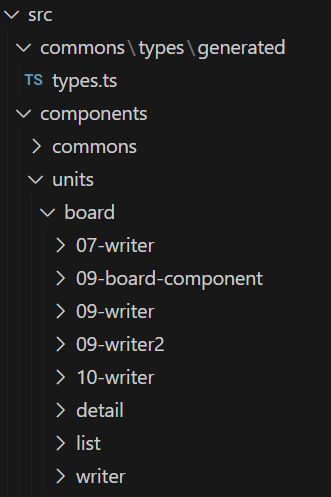 src
commons\types\generated
TS types.ts
components
commons
units
board
07-writer
09-board-component
09-writer
09-writer2
10-writer
detail
list
writer